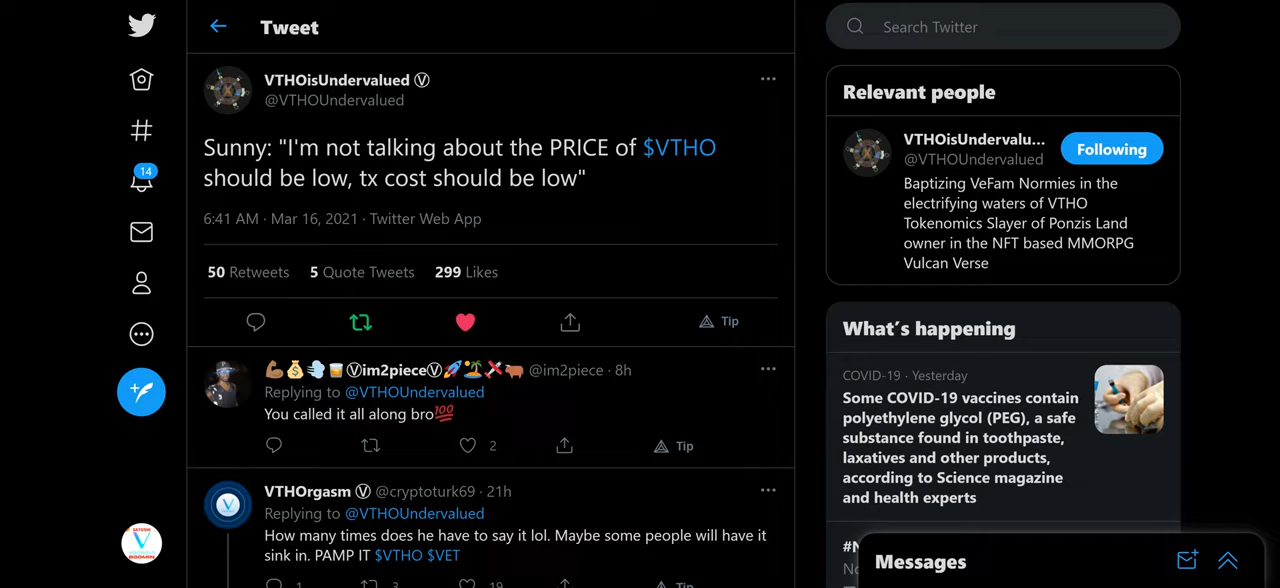 Tweet
VTHOisUndervalued Ⓥ
@VTHOUndervalued
Sunny: "I'm not talking about the PRICE of $VTHO
should be low, tx cost should be low"
6:41 AM · Mar 16, 2021 · Twitter Web App
50 Retweets 5 Quote Tweets 299 Likes
Tip
💪🏽💰💨🥃Ⓥim2pieceⓋ🚀🏝️✈️🐂 @im2piece · 8h
Replying to @VTHOUndervalued
You called it all along bro💯
2
Tip
VTHOrgasm Ⓥ @cryptoturk69 · 21h
Replying to @VTHOUndervalued
How many times does he have to say it lol. Maybe some people will have it
sink in. PAMP IT $VTHO $VET
1 3 19 Tip
14
Search Twitter
Relevant people
VTHOisUndervalu...
@VTHOUndervalued
Following
Baptizing VeFam Normies in the
electrifying waters of VTHO
Tokenomics Slayer of Ponzis Land
owner in the NFT based MMORPG
Vulcan Verse
What's happening
COVID-19 · Yesterday
Some COVID-19 vaccines contain
polyethylene glycol (PEG), a safe
substance found in toothpaste,
laxatives and other products,
according to Science magazine
and health experts
Messages